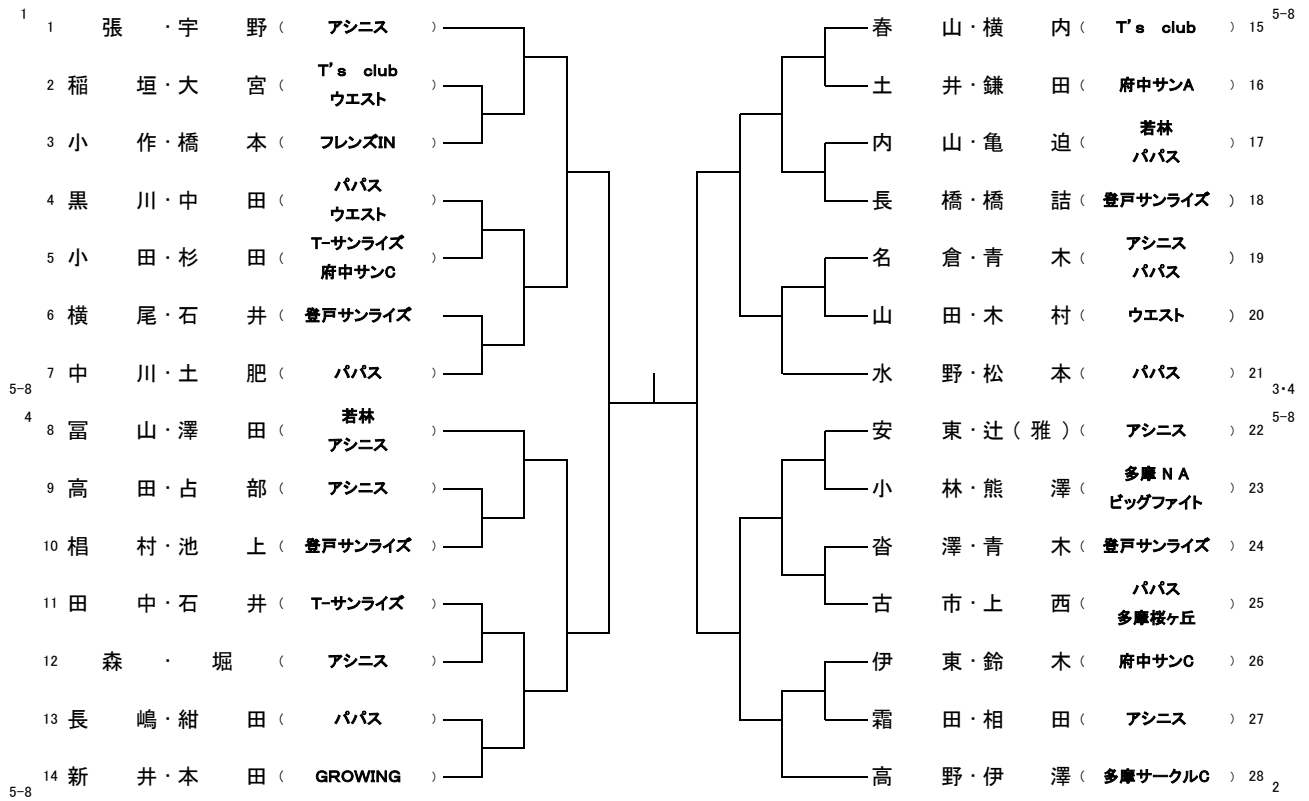 1
1 張・宇野（ アシニス ）
2 稲垣・大宮（ T's club ウエスト ）
3 小作・橋本（ フレンズIN ）
4 黒川・中田（ パパス ウエスト ）
5 小田・杉田（ T-サンライズ 府中サンC ）
6 横尾・石井（ 登戸サンライズ ）
7 中川・土肥（ パパス ）
5-8
4
8 冨山・澤田（ 若林 アシニス ）
9 高田・占部（ アシニス ）
10 椙村・池上（ 登戸サンライズ ）
11 田中・石井（ T-サンライズ ）
12 森・堀（ アシニス ）
13 長嶋・紺田（ パパス ）
14 新井・本田（ GROWING ）
5-8
5-8
春山・横内（ T's club ） 15
土井・鎌田（ 府中サンA ） 16
内山・亀迫（ 若林 パパス ） 17
長橋・橋詰（ 登戸サンライズ ） 18
名倉・青木（ アシニス パパス ） 19
山田・木村（ ウエスト ） 20
水野・松本（ パパス ） 21
3・4
5-8
安東・辻(雅)（ アシニス ） 22
小林・熊澤（ 多摩NA ビッグファイト ） 23
沓澤・青木（ 登戸サンライズ ） 24
古市・上西（ パパス 多摩桜ヶ丘 ） 25
伊東・鈴木（ 府中サンC ） 26
霜田・相田（ アシニス ） 27
高野・伊澤（ 多摩サークルC ） 28
2